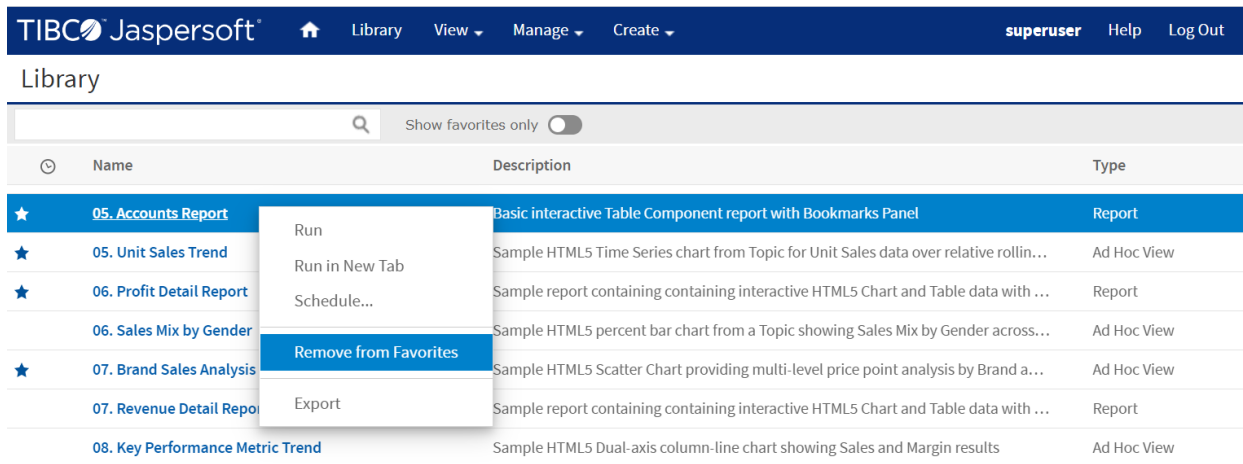 TIBCO™ Jaspersoft® Library View Manage Create superuser Help Log Out
Library
Show favorites only
Name Description Type
05. Accounts Report Basic interactive Table Component report with Bookmarks Panel Report
Run
05. Unit Sales Trend Sample HTML5 Time Series chart from Topic for Unit Sales data over relative rollin... Ad Hoc View
Run in New Tab
06. Profit Detail Report Sample report containing containing interactive HTML5 Chart and Table data with ... Report
Schedule...
06. Sales Mix by Gender Sample HTML5 percent bar chart from a Topic showing Sales Mix by Gender across... Ad Hoc View
Remove from Favorites
07. Brand Sales Analysis Sample HTML5 Scatter Chart providing multi-level price point analysis by Brand a... Ad Hoc View
Export
07. Revenue Detail Repo Sample report containing containing interactive HTML5 Chart and Table data with ... Report
08. Key Performance Metric Trend Sample HTML5 Dual-axis column-line chart showing Sales and Margin results Ad Hoc View